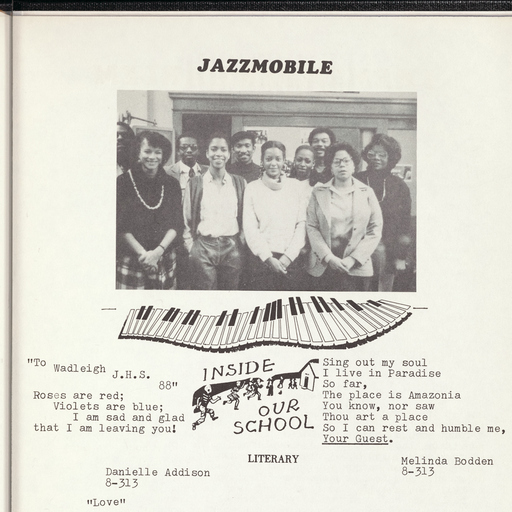 JAZZMOBILE
"To Wadleigh J.H.S. 88"
Roses are red;
Violets are blue;
I am sad and glad
that I am leaving you!
Danielle Addison
8-313
"Love"
INSIDE
OUR
SCHOOL
LITERARY
Sing out my soul
I live in Paradise
So far,
The place is Amazonia
You know, nor saw
Thou art a place
So I can rest and humble me,
Your Guest.
Melinda Bodden
8-313